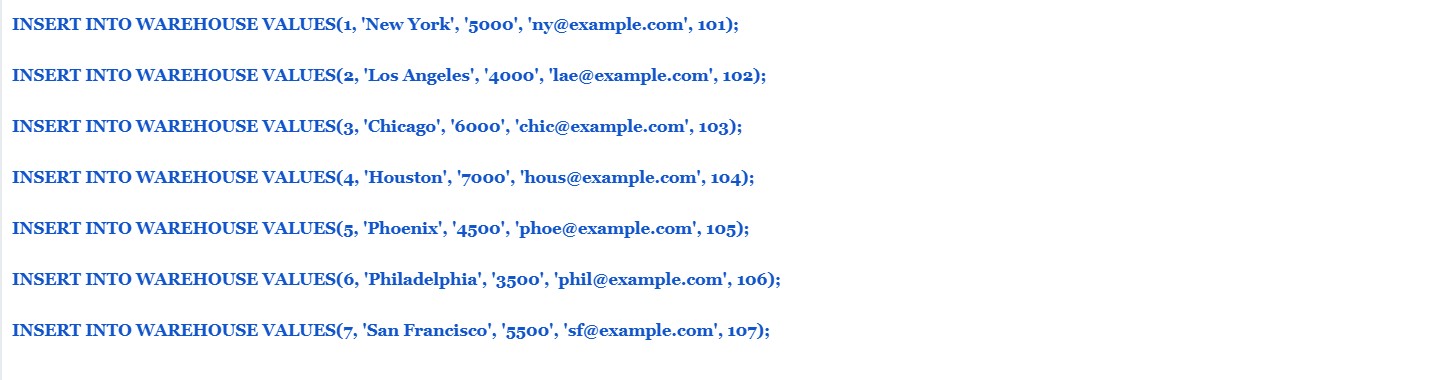 INSERT INTO WAREHOUSE VALUES(1, 'New York', '5000', 'ny@example.com', 101);
INSERT INTO WAREHOUSE VALUES(2, 'Los Angeles', '4000', 'lae@example.com', 102);
INSERT INTO WAREHOUSE VALUES(3, 'Chicago', '6000', 'chic@example.com', 103);
INSERT INTO WAREHOUSE VALUES(4, 'Houston', '7000', 'hous@example.com', 104);
INSERT INTO WAREHOUSE VALUES(5, 'Phoenix', '4500', 'phoe@example.com', 105);
INSERT INTO WAREHOUSE VALUES(6, 'Philadelphia', '3500', 'phil@example.com', 106);
INSERT INTO WAREHOUSE VALUES(7, 'San Francisco', '5500', 'sf@example.com', 107);